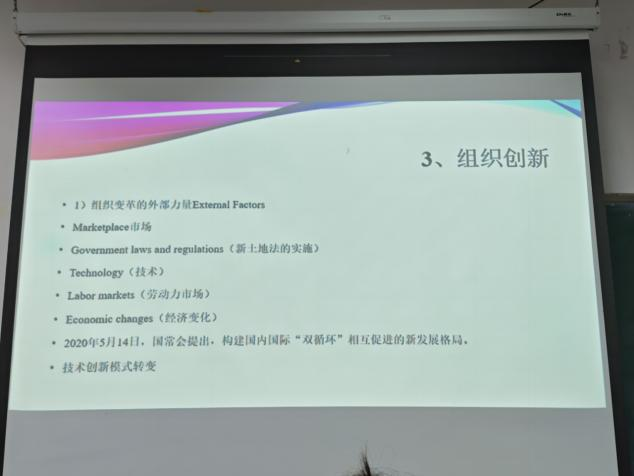 3、组织创新
• 1）组织变革的外部力量External Factors
• Marketplace市场
• Government laws and regulations（新土地法的实施）
• Technology（技术）
• Labor markets（劳动力市场）
• Economic changes（经济变化）
• 2020年5月14日，国常会提出，构建国内国际“双循环”相互促进的新发展格局。
• 技术创新模式转变